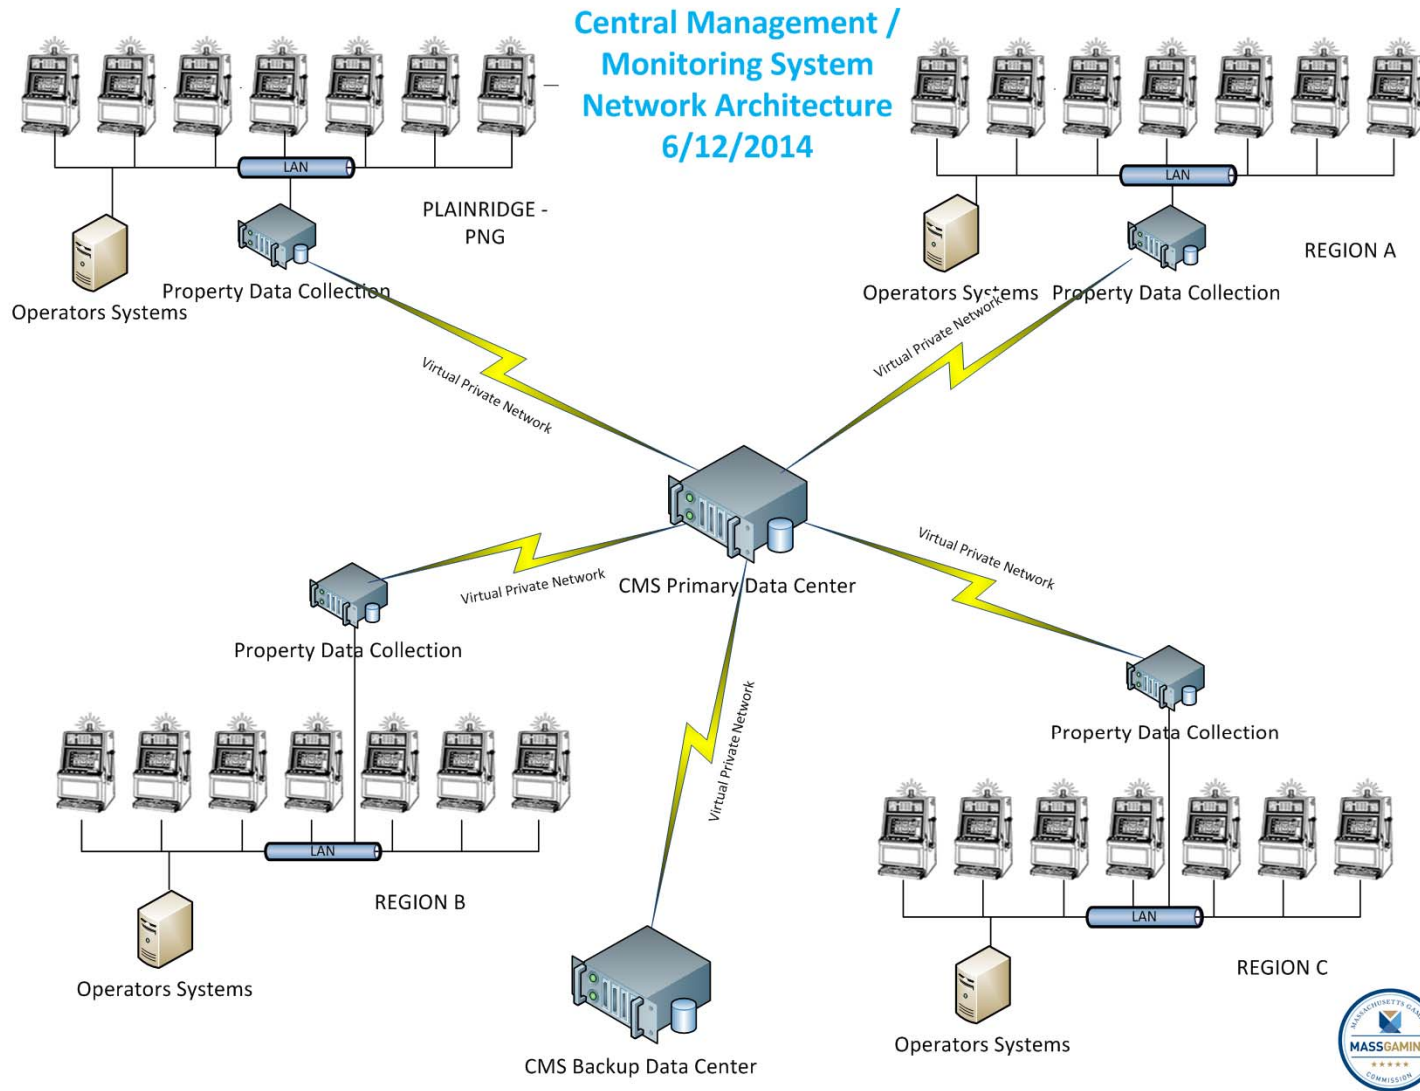 Central Management /
Monitoring System
Network Architecture
6/12/2014
LAN
PLAINRIDGE -
PNG
Property Data Collection
Operators Systems
Virtual Private Network
LAN
REGION A
Operators Systems
Property Data Collection
Virtual Private Network
CMS Primary Data Center
Virtual Private Network
Property Data Collection
LAN
REGION B
Operators Systems
Virtual Private Network
Property Data Collection
LAN
REGION C
Operators Systems
Virtual Private Network
CMS Backup Data Center
MASSACHUSETTS GAM
MASSGAMIN
COMMISSION